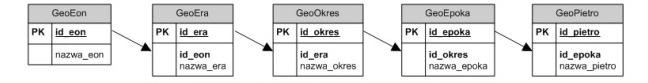 GeoEon
PK id_eon
nazwa_eon
GeoEra
PK id_era
id_eon
nazwa_era
GeoOkres
PK id_okres
id_era
nazwa_okres
GeoEpoka
PK id_epoka
id_okres
nazwa_epoka
GeoPietro
PK id_pietro
id_epoka
nazwa_pietro